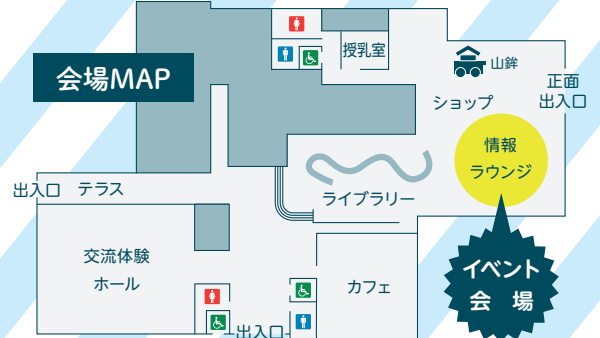 会場MAP
授乳室
山鉾
正面
出入口
ショップ
情報
ラウンジ
出入口
テラス
ライブラリー
交流体験
ホール
カフェ
イベント
会 場
出入口